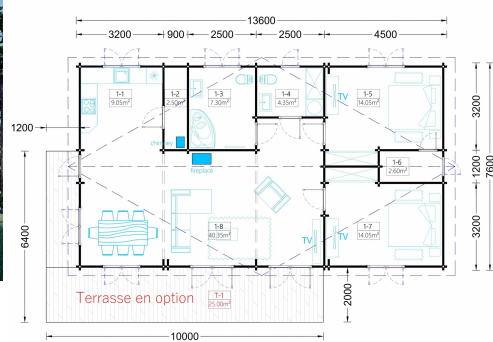 13600
3200
900
2500
2500
4500
1-1
9.05m²
1-2
2.50m²
1-3
7.30m²
1-4
4.35m²
1-5
14.05m²
TV
chimney
fireplace
1-6
2.60m²
1200
6400
3200
1200
3200
7600
1-8
40.35m²
TV
TV
1-7
14.05m²
Terrasse en option
T-1
25.00m²
2000
10000